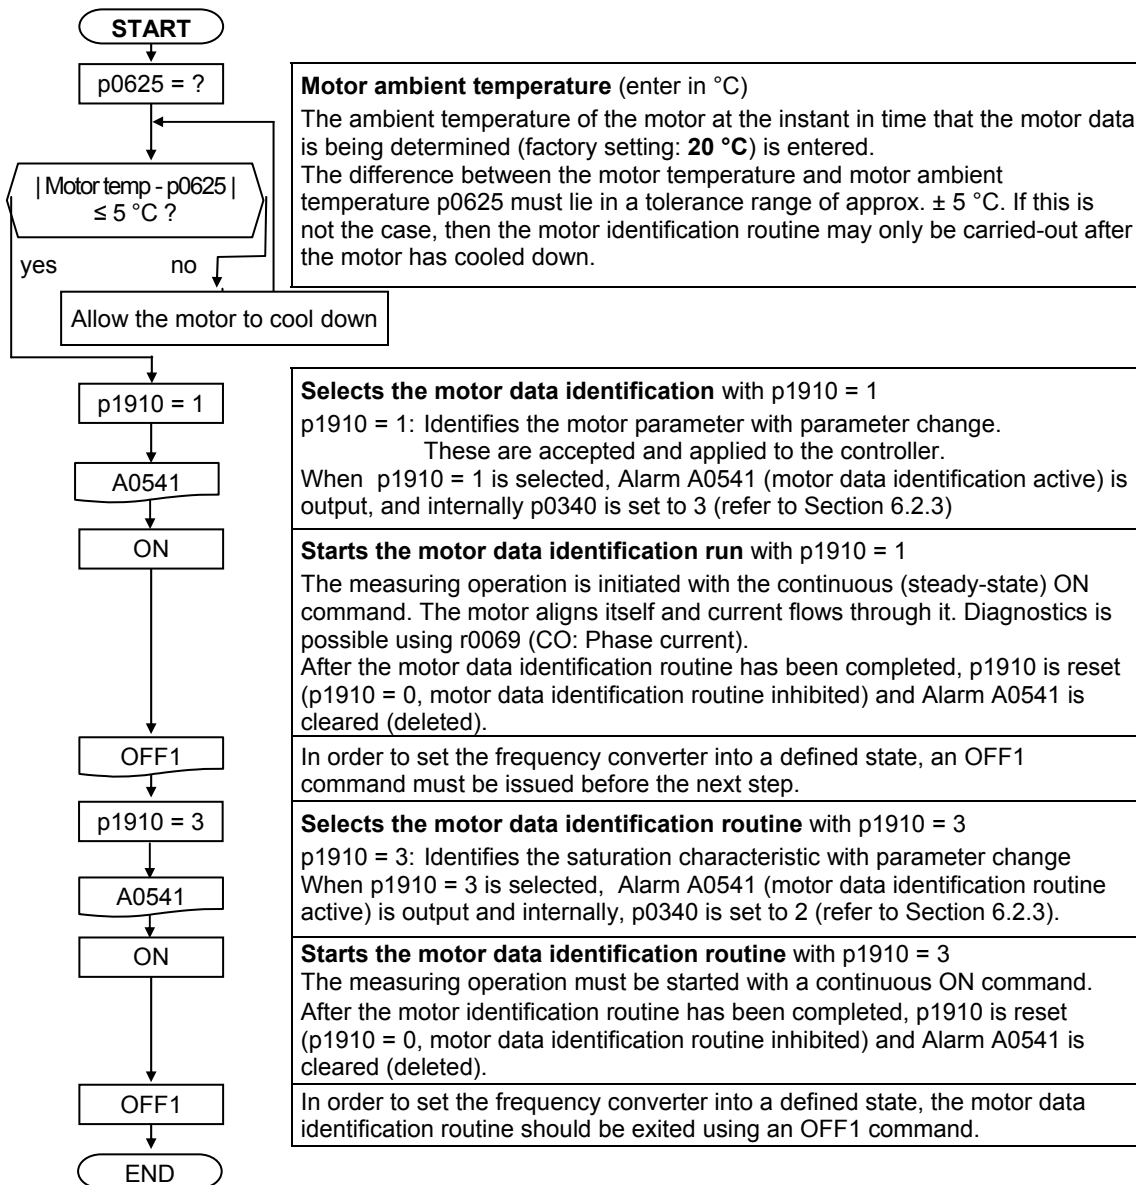 START
p0625 = ?
Motor ambient temperature (enter in °C)
The ambient temperature of the motor at the instant in time that the motor data
is being determined (factory setting: 20 °C) is entered.
The difference between the motor temperature and motor ambient
temperature p0625 must lie in a tolerance range of approx. ± 5 °C. If this is
not the case, then the motor identification routine may only be carried-out after
the motor has cooled down.
| Motor temp - p0625 |
≤ 5 °C ?
yes
no
Allow the motor to cool down
p1910 = 1
A0541
Selects the motor data identification with p1910 = 1
p1910 = 1: Identifies the motor parameter with parameter change.
These are accepted and applied to the controller.
When p1910 = 1 is selected, Alarm A0541 (motor data identification active) is
output, and internally p0340 is set to 3 (refer to Section 6.2.3)
ON
Starts the motor data identification run with p1910 = 1
The measuring operation is initiated with the continuous (steady-state) ON
command. The motor aligns itself and current flows through it. Diagnostics is
possible using r0069 (CO: Phase current).
After the motor data identification routine has been completed, p1910 is reset
(p1910 = 0, motor data identification routine inhibited) and Alarm A0541 is
cleared (deleted).
OFF1
In order to set the frequency converter into a defined state, an OFF1
command must be issued before the next step.
p1910 = 3
A0541
Selects the motor data identification routine with p1910 = 3
p1910 = 3: Identifies the saturation characteristic with parameter change
When p1910 = 3 is selected, Alarm A0541 (motor data identification routine
active) is output and internally, p0340 is set to 2 (refer to Section 6.2.3).
ON
Starts the motor data identification routine with p1910 = 3
The measuring operation must be started with a continuous ON command.
After the motor identification routine has been completed, p1910 is reset
(p1910 = 0, motor data identification routine inhibited) and Alarm A0541 is
cleared (deleted).
OFF1
In order to set the frequency converter into a defined state, the motor data
identification routine should be exited using an OFF1 command.
END